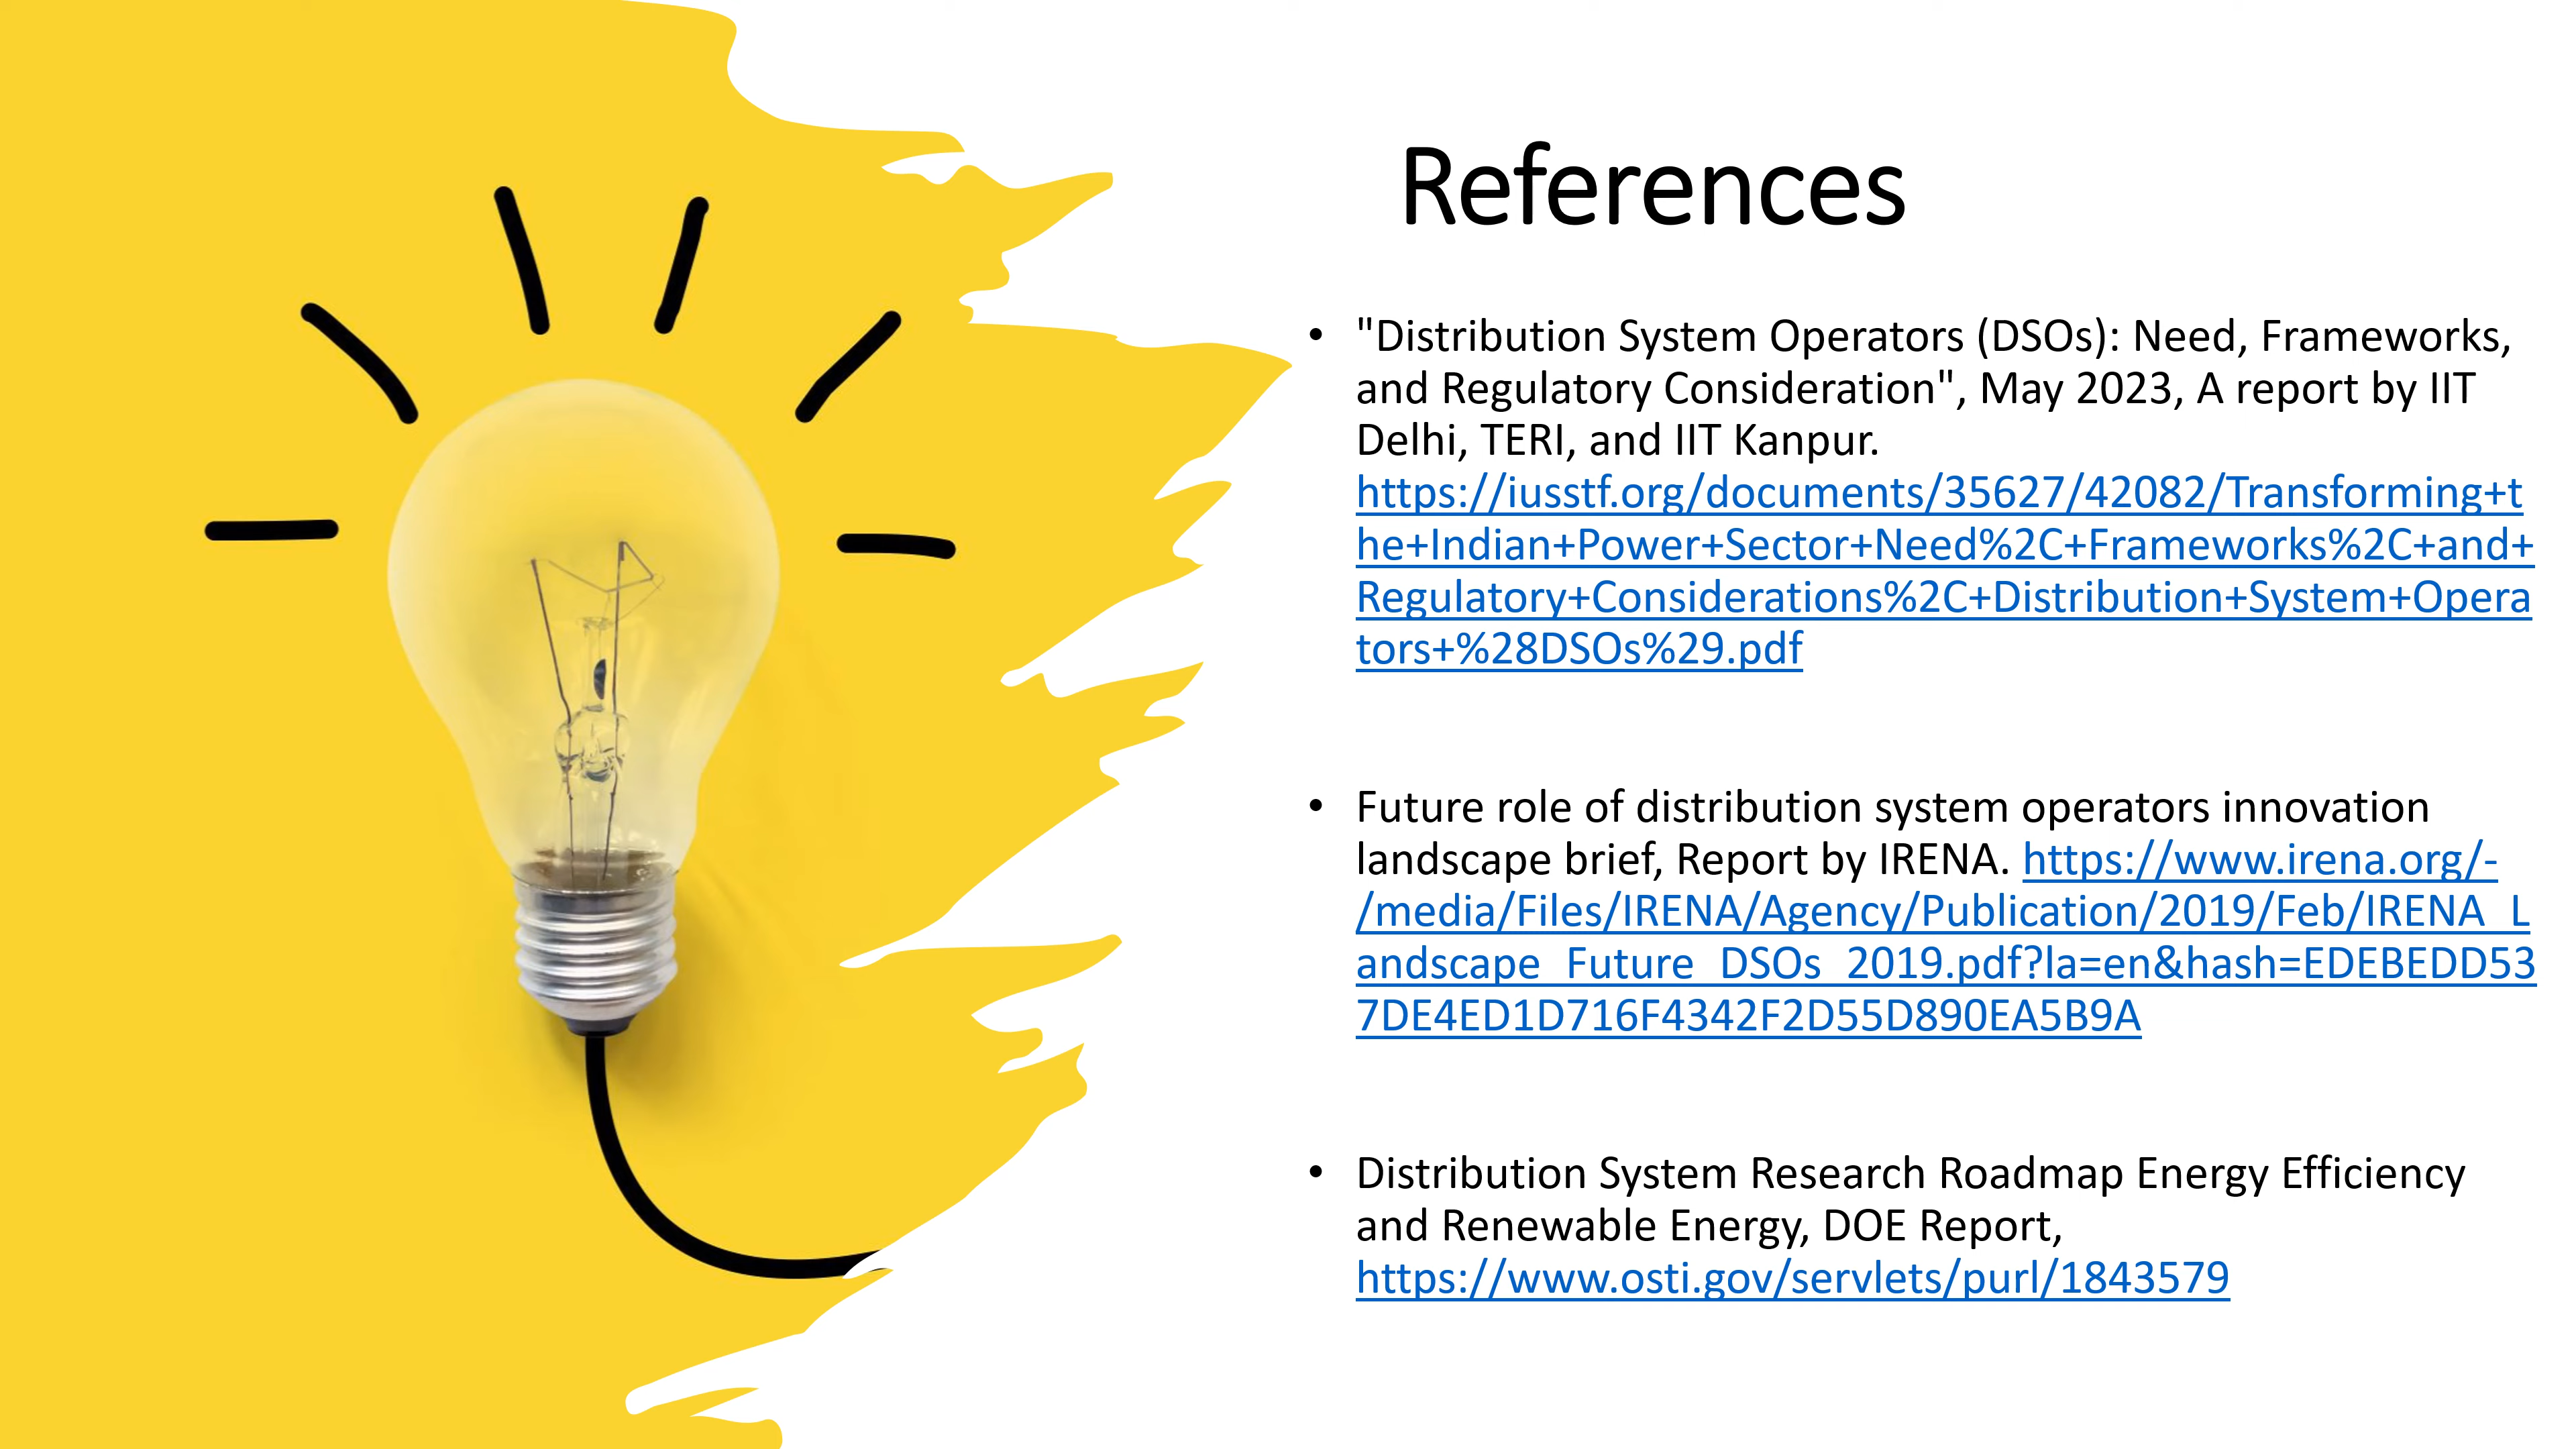 References
• "Distribution System Operators (DSOs): Need, Frameworks,
and Regulatory Consideration", May 2023, A report by IIT
Delhi, TERI, and IIT Kanpur.
https://iusstf.org/documents/35627/42082/Transforming+t
he+Indian+Power+Sector+Need%2C+Frameworks%2C+and+
Regulatory+Considerations%2C+Distribution+System+Opera
tors+%28DSOs%29.pdf
• Future role of distribution system operators innovation
landscape brief, Report by IRENA. https://www.irena.org/-
/media/Files/IRENA/Agency/Publication/2019/Feb/IRENA_L
andscape_Future_DSOs_2019.pdf?la=en&hash=EDEBEDD53
7DE4ED1D716F4342F2D55D890EA5B9A
• Distribution System Research Roadmap Energy Efficiency
and Renewable Energy, DOE Report,
https://www.osti.gov/servlets/purl/1843579